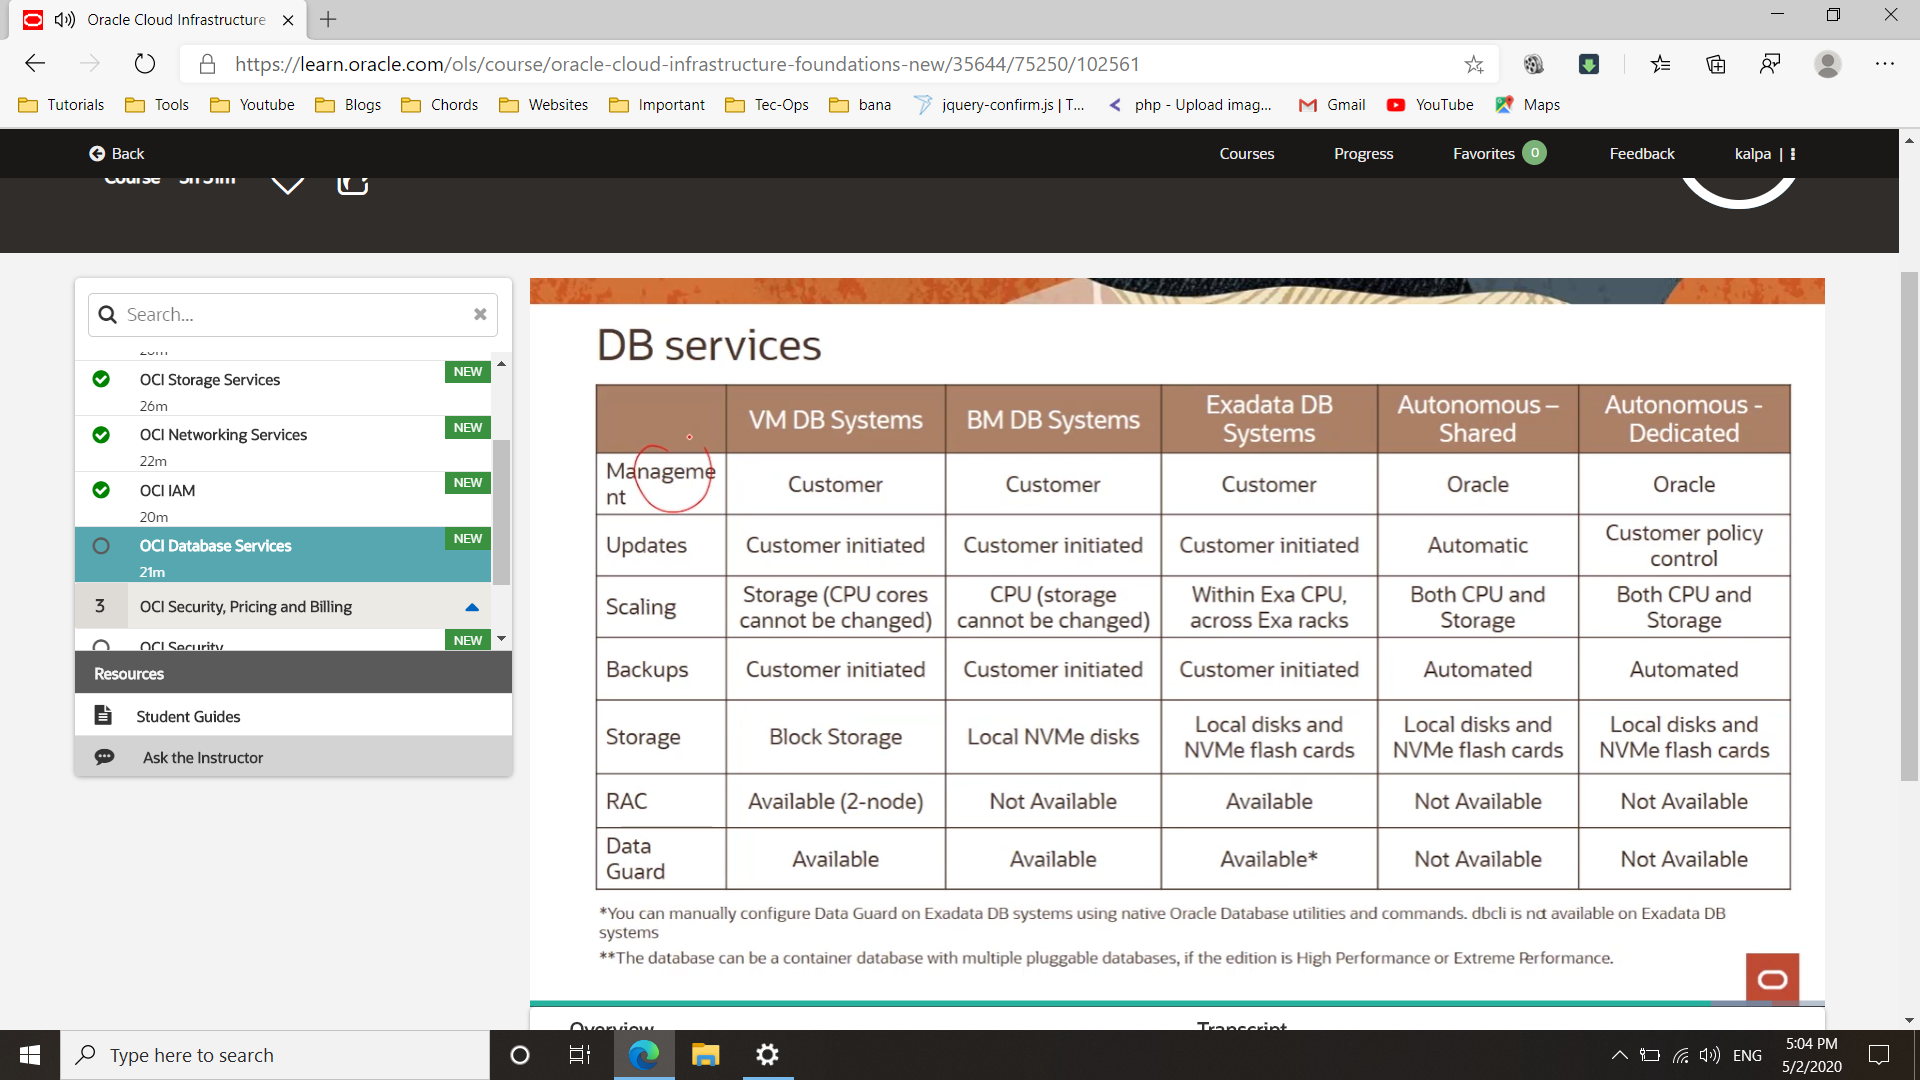 Oracle Cloud Infrastructure
https://learn.oracle.com/ols/course/oracle-cloud-infrastructure-foundations-new/35644/75250/102561
Tutorials Tools Youtube Blogs Chords Websites Important Tec-Ops bana jquery-confirm.js | T... php - Upload imag... Gmail YouTube Maps
Back Courses Progress Favorites 0 Feedback kalpa |
Course 5h 51m
Search...
OCI Storage Services NEW
26m
OCI Networking Services NEW
22m
OCI IAM NEW
20m
OCI Database Services NEW
21m
3 OCI Security, Pricing and Billing
OCI Security NEW
Resources
Student Guides
Ask the Instructor
DB services
VM DB Systems BM DB Systems Exadata DB Systems Autonomous – Shared Autonomous - Dedicated
Management Customer Customer Customer Oracle Oracle
Updates Customer initiated Customer initiated Customer initiated Automatic Customer policy control
Scaling Storage (CPU cores cannot be changed) CPU (storage cannot be changed) Within Exa CPU, across Exa racks Both CPU and Storage Both CPU and Storage
Backups Customer initiated Customer initiated Customer initiated Automated Automated
Storage Block Storage Local NVMe disks Local disks and NVMe flash cards Local disks and NVMe flash cards Local disks and NVMe flash cards
RAC Available (2-node) Not Available Available Not Available Not Available
Data Guard Available Available Available* Not Available Not Available
*You can manually configure Data Guard on Exadata DB systems using native Oracle Database utilities and commands. dbcli is not available on Exadata DB
systems
**The database can be a container database with multiple pluggable databases, if the edition is High Performance or Extreme Performance.
Overview Transcript
Type here to search
ENG
5:04 PM
5/2/2020